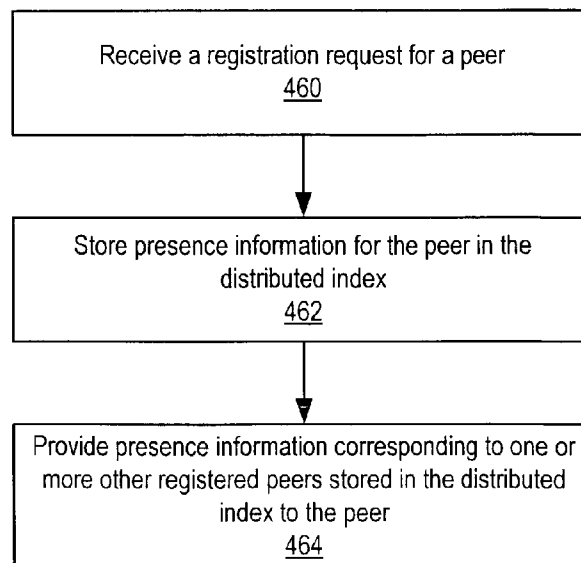 Receive a registration request for a peer
460
Store presence information for the peer in the
distributed index
462
Provide presence information corresponding to one or
more other registered peers stored in the distributed
index to the peer
464